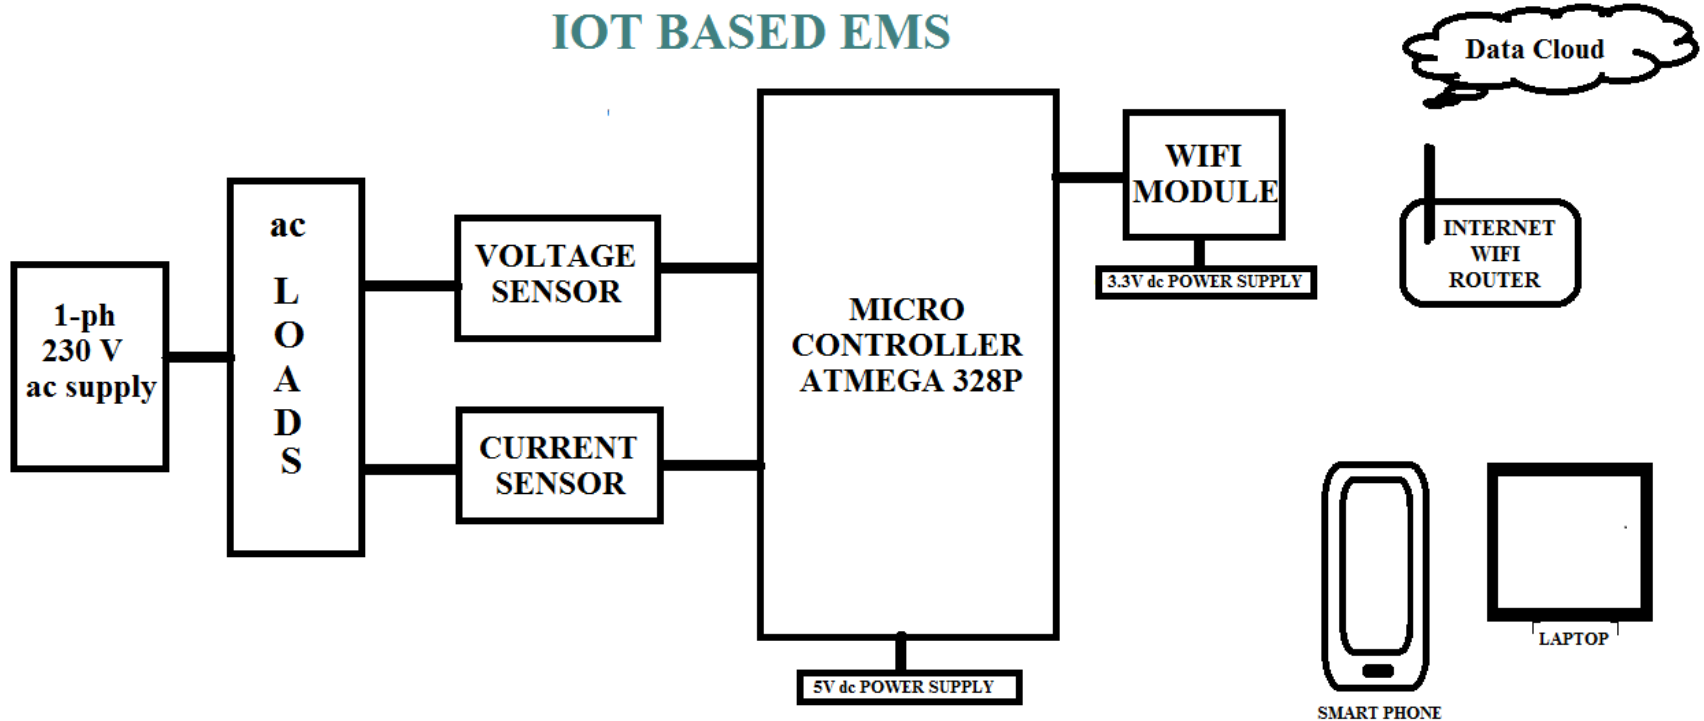 IOT BASED EMS
Data Cloud
1-ph
230 V
ac supply
ac
L
O
A
D
S
VOLTAGE
SENSOR
CURRENT
SENSOR
MICRO
CONTROLLER
ATMEGA 328P
5V dc POWER SUPPLY
WIFI
MODULE
3.3V dc POWER SUPPLY
INTERNET
WIFI
ROUTER
SMART PHONE
LAPTOP